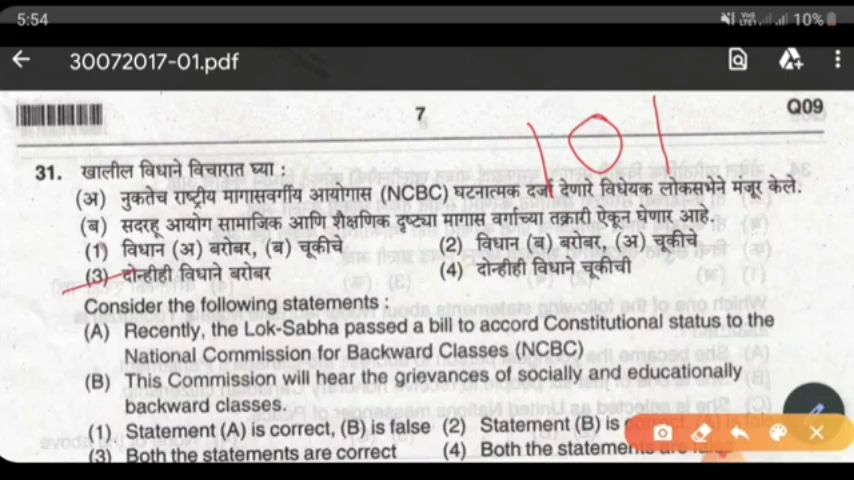 5:54
10%
30072017-01.pdf
7
Q09
101
31. खालील विधाने विचारात घ्या :
(अ) नुकतेच राष्ट्रीय मागासवर्गीय आयोगास (NCBC) घटनात्मक दर्जा देणारे विधेयक लोकसभेने मंजूर केले.
(ब) सदरहू आयोग सामाजिक आणि शैक्षणिक दृष्ट्या मागास वर्गाच्या तक्रारी ऐकून घेणार आहे.
(1) विधान (अ) बरोबर, (ब) चूकीचे (2) विधान (ब) बरोबर, (अ) चूकीचे
(3) दोन्हीही विधाने बरोबर (4) दोन्हीही विधाने चूकीची
Consider the following statements :
(A) Recently, the Lok-Sabha passed a bill to accord Constitutional status to the
National Commission for Backward Classes (NCBC)
(B) This Commission will hear the grievances of socially and educationally
backward classes.
(1) Statement (A) is correct, (B) is false (2) Statement (B) is
(3) Both the statements are correct (4) Both the statements are false